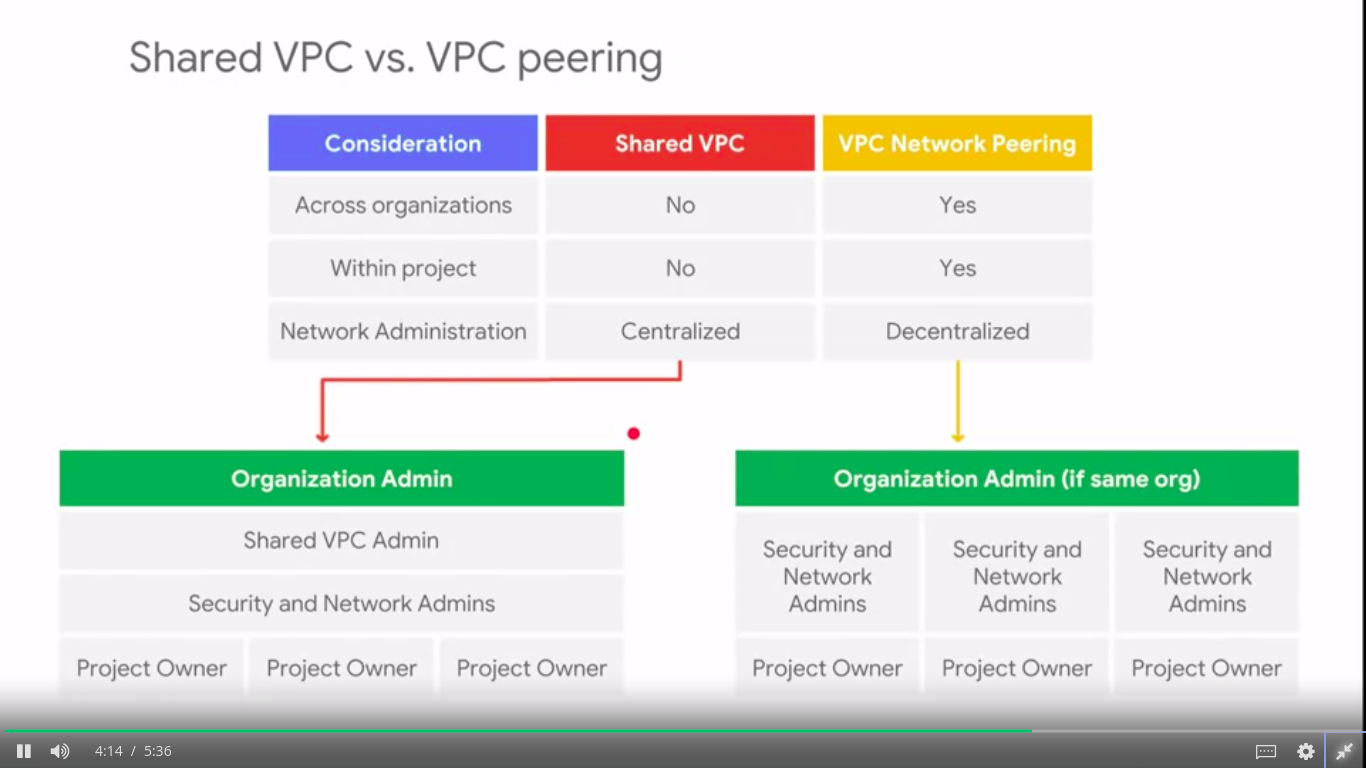 Shared VPC vs. VPC peering
Consideration Shared VPC VPC Network Peering
Across organizations No Yes
Within project No Yes
Network Administration Centralized Decentralized
Organization Admin
Shared VPC Admin
Security and Network Admins
Project Owner Project Owner Project Owner
Organization Admin (if same org)
Security and Network Admins
Security and Network Admins
Security and Network Admins
Project Owner Project Owner Project Owner
4:14 / 5:36